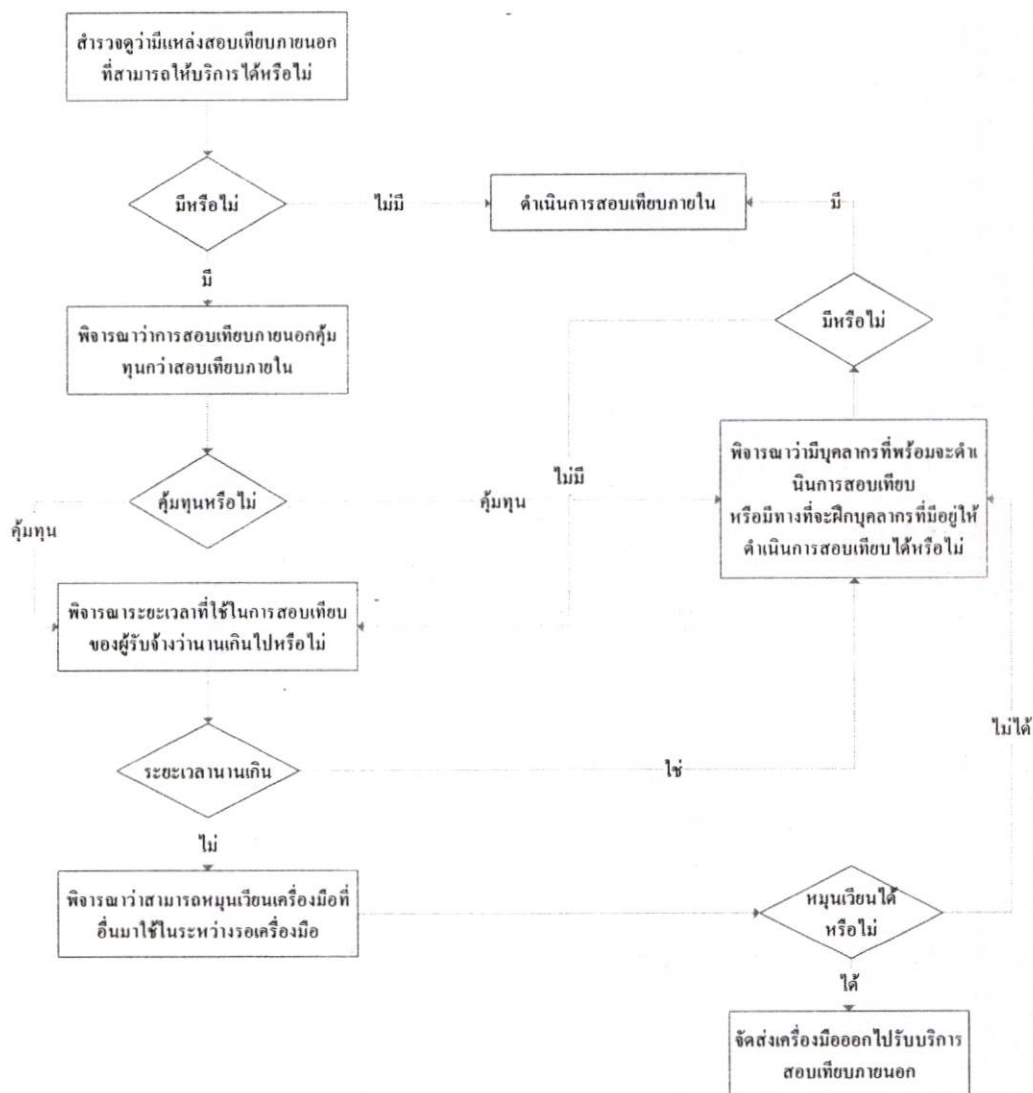 สำรวจดูว่ามีแหล่งสอบเทียบภายนอก
ที่สามารถให้บริการได้หรือไม่
มีหรือไม่
ไม่มี
ดำเนินการสอบเทียบภายใน
มี
มี
มีหรือไม่
พิจารณาว่าการสอบเทียบภายนอกคุ้ม
ทุนกว่าสอบเทียบภายใน
ไม่มี
พิจารณาว่ามีบุคลากรที่พร้อมจะดำเ
นินการสอบเทียบ
หรือมีทางที่จะฝึกบุคลากรที่มีอยู่ให้
ดำเนินการสอบเทียบได้หรือไม่
คุ้มทุนหรือไม่
คุ้มทุน
คุ้มทุน
พิจารณาระยะเวลาที่ใช้ในการสอบเทียบ
ของผู้รับจ้างว่านานเกินไปหรือไม่
ไม่ได้
ระยะเวลานานเกิน
ใช่
ไม่
พิจารณาว่าสามารถหมุนเวียนเครื่องมือที่
อื่นมาใช้ในระหว่างรอเครื่องมือ
หมุนเวียนได้
หรือไม่
ได้
จัดส่งเครื่องมือออกไปรับบริการ
สอบเทียบภายนอก